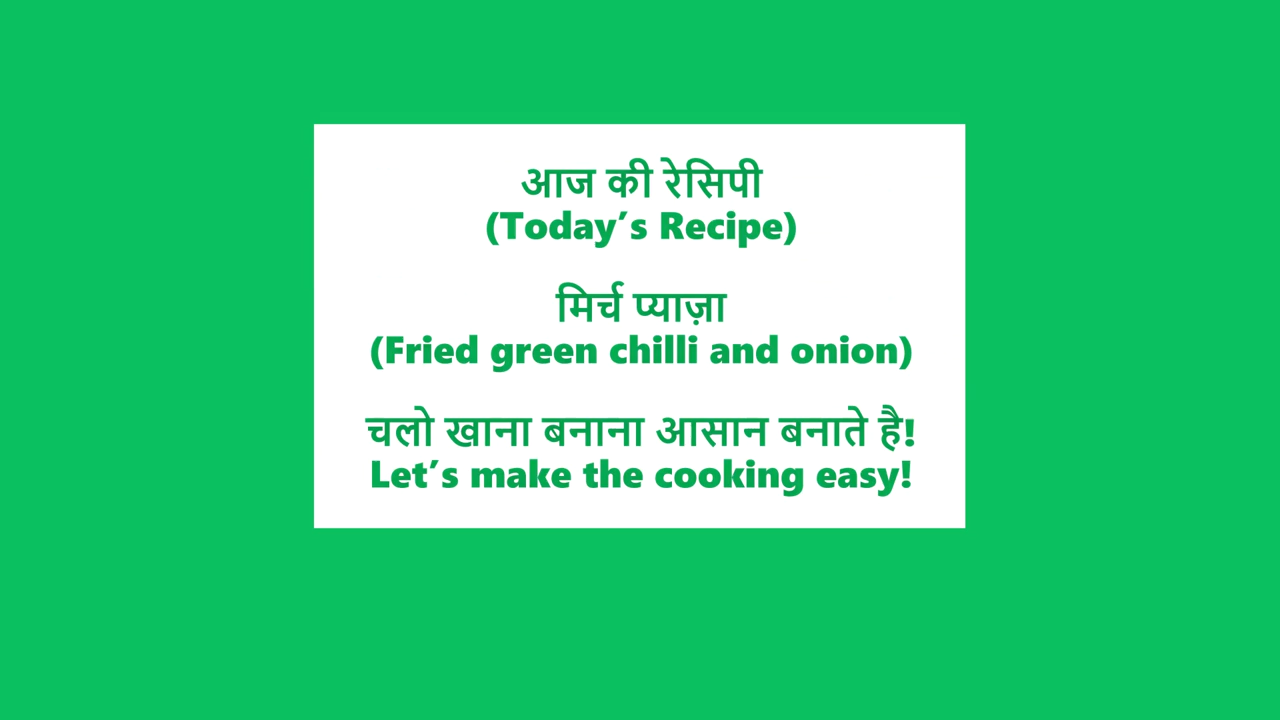 आज की रेसिपी
(Today’s Recipe)
मिर्च प्याज़ा
(Fried green chilli and onion)
चलो खाना बनाना आसान बनाते है!
Let’s make the cooking easy!